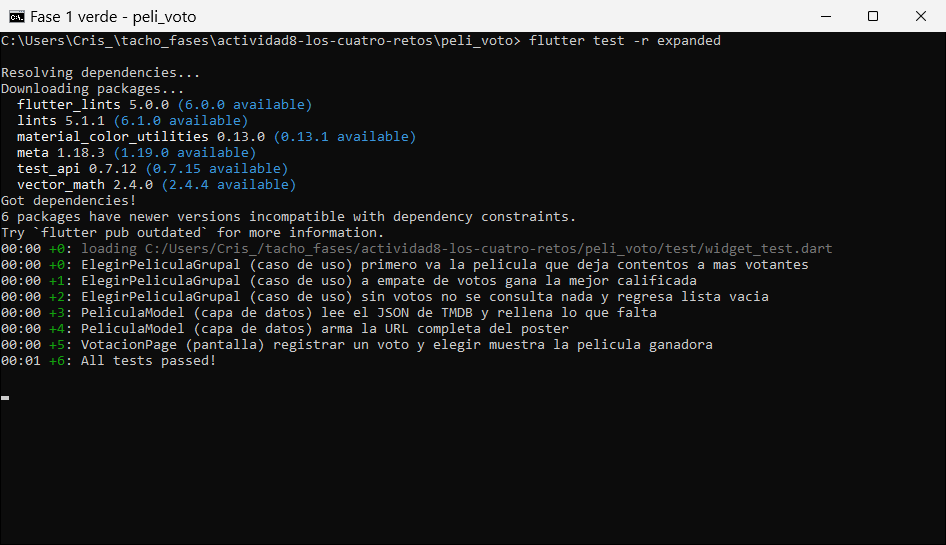 Fase 1 verde - peli_voto
C:\Users\Cris_\tacho_fases\actividad8-los-cuatro-retos\peli_voto> flutter test -r expanded
Resolving dependencies...
Downloading packages...
flutter_lints 5.0.0 (6.0.0 available)
lints 5.1.1 (6.1.0 available)
material_color_utilities 0.13.0 (0.13.1 available)
meta 1.18.3 (1.19.0 available)
test_api 0.7.12 (0.7.15 available)
vector_math 2.4.0 (2.4.4 available)
Got dependencies!
6 packages have newer versions incompatible with dependency constraints.
Try `flutter pub outdated` for more information.
00:00 +0: loading C:/Users/Cris_/tacho_fases/actividad8-los-cuatro-retos/peli_voto/test/widget_test.dart
00:00 +0: ElegirPeliculaGrupal (caso de uso) primero va la pelicula que deja contentos a mas votantes
00:00 +1: ElegirPeliculaGrupal (caso de uso) a empate de votos gana la mejor calificada
00:00 +2: ElegirPeliculaGrupal (caso de uso) sin votos no se consulta nada y regresa lista vacia
00:00 +3: PeliculaModel (capa de datos) lee el JSON de TMDB y rellena lo que falta
00:00 +4: PeliculaModel (capa de datos) arma la URL completa del poster
00:00 +5: VotacionPage (pantalla) registrar un voto y elegir muestra la pelicula ganadora
00:01 +6: All tests passed!